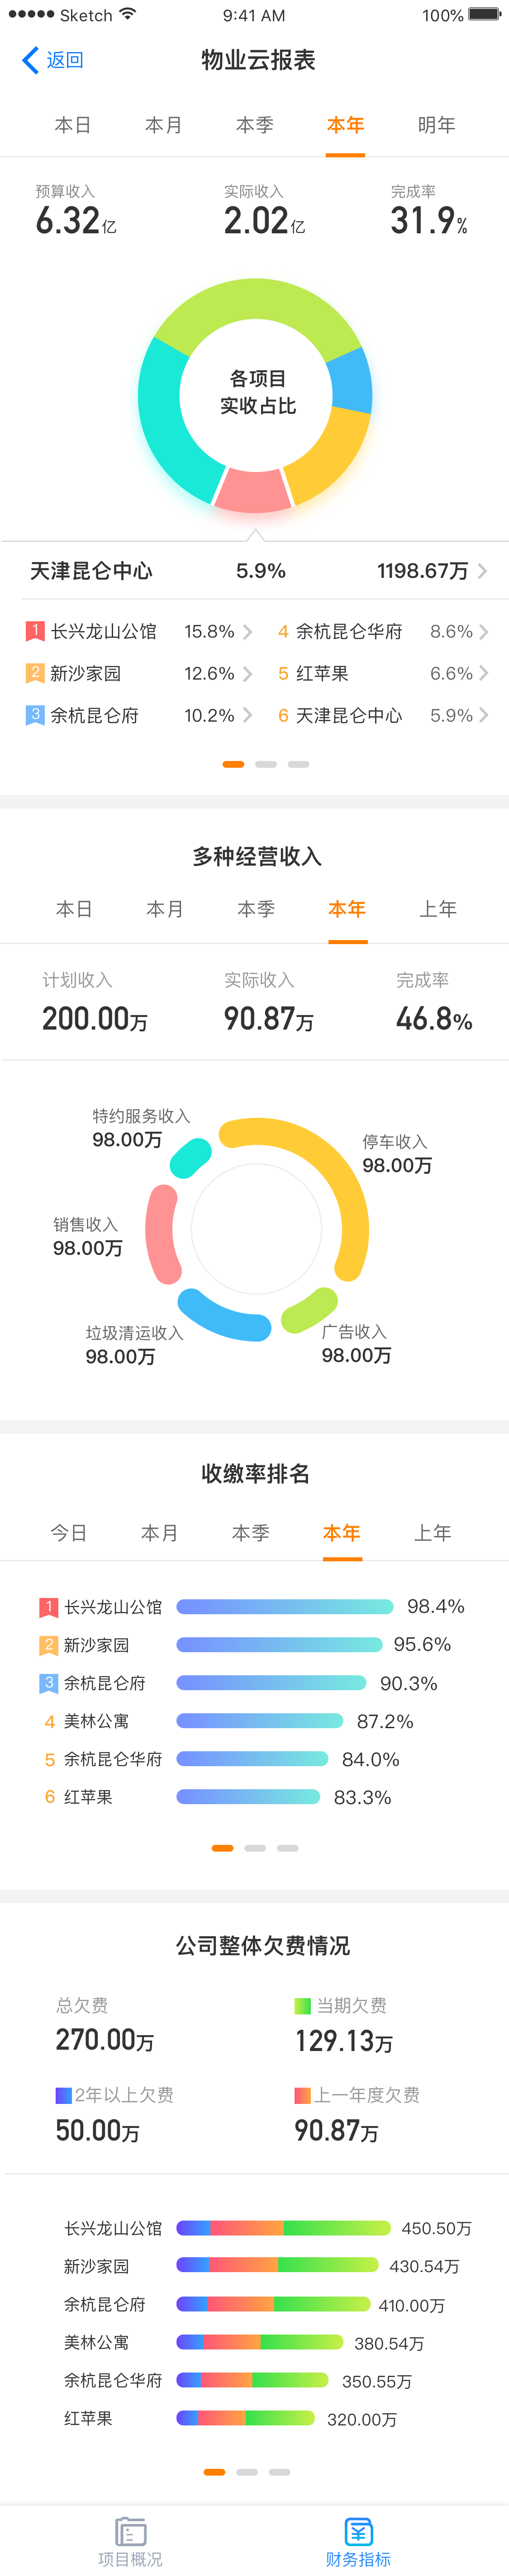 Sketch 9:41 AM 100%
返回 物业云报表
本日 本月 本季 本年 明年
预算收入 实际收入 完成率
6.32亿 2.02亿 31.9%
各项目
实收占比
天津昆仑中心 5.9% 1198.67万
1 长兴龙山公馆 15.8% 4 余杭昆仑华府 8.6%
2 新沙家园 12.6% 5 红苹果 6.6%
3 余杭昆仑府 10.2% 6 天津昆仑中心 5.9%
多种经营收入
本日 本月 本季 本年 上年
计划收入 实际收入 完成率
200.00万 90.87万 46.8%
特约服务收入
98.00万
停车收入
98.00万
销售收入
98.00万
垃圾清运收入
98.00万
广告收入
98.00万
收缴率排名
今日 本月 本季 本年 上年
1 长兴龙山公馆 98.4%
2 新沙家园 95.6%
3 余杭昆仑府 90.3%
4 美林公寓 87.2%
5 余杭昆仑华府 84.0%
6 红苹果 83.3%
公司整体欠费情况
总欠费 当期欠费
270.00万 129.13万
2年以上欠费 上一年度欠费
50.00万 90.87万
长兴龙山公馆 450.50万
新沙家园 430.54万
余杭昆仑府 410.00万
美林公寓 380.54万
余杭昆仑华府 350.55万
红苹果 320.00万
项目概况 财务指标